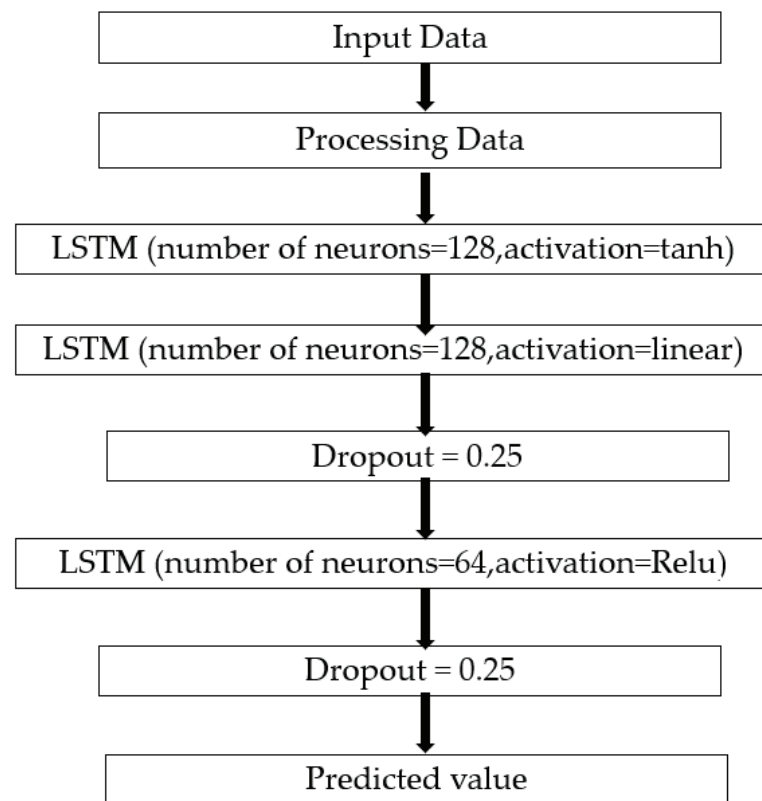 Input Data
Processing Data
LSTM (number of neurons=128,activation=tanh)
LSTM (number of neurons=128,activation=linear)
Dropout = 0.25
LSTM (number of neurons=64,activation=Relu)
Dropout = 0.25
Predicted value